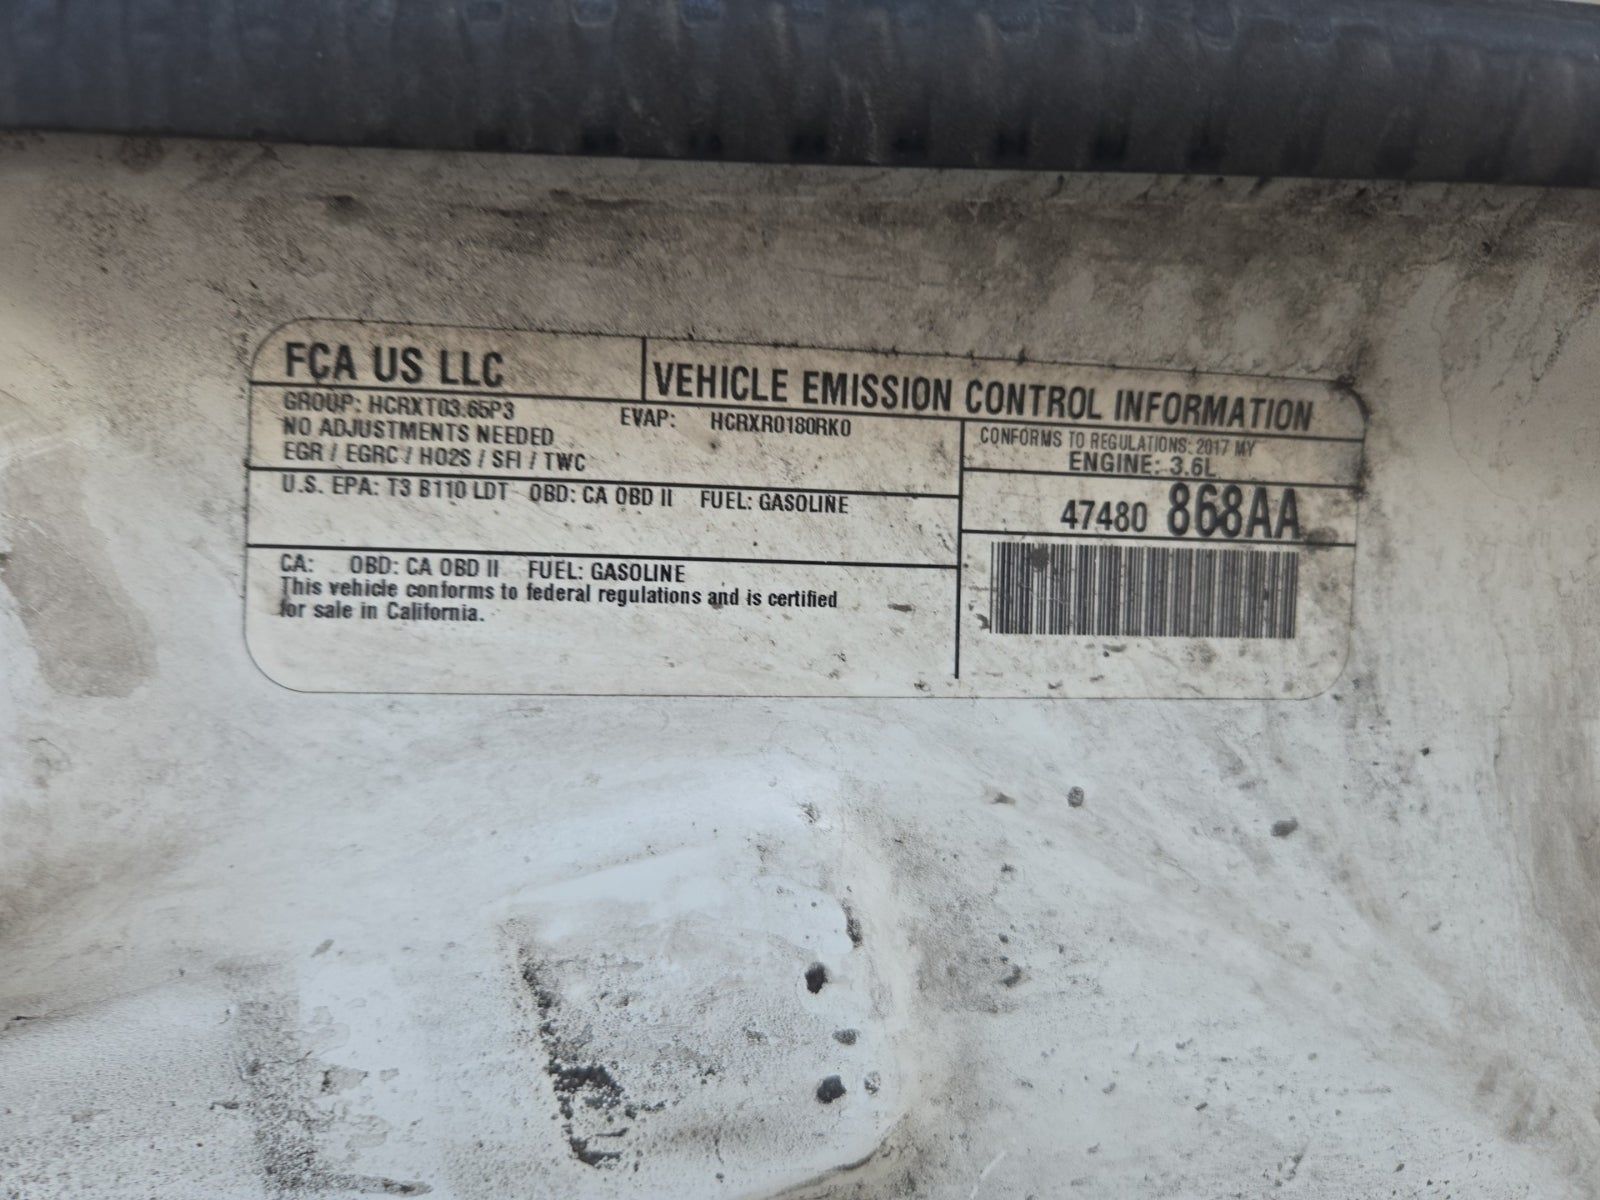 FCA US LLC
VEHICLE EMISSION CONTROL INFORMATION
GROUP: HCRXT03.65P3 EVAP: HCRXR0180RK0
NO ADJUSTMENTS NEEDED
EGR / EGRC / HO2S / SFI / TWC
CONFORMS TO REGULATIONS: 2017 MY
ENGINE: 3.6L
U.S. EPA: T3 B110 LDT OBD: CA OBD II FUEL: GASOLINE
47480 868AA
CA: OBD: CA OBD II FUEL: GASOLINE
This vehicle conforms to federal regulations and is certified
for sale in California.